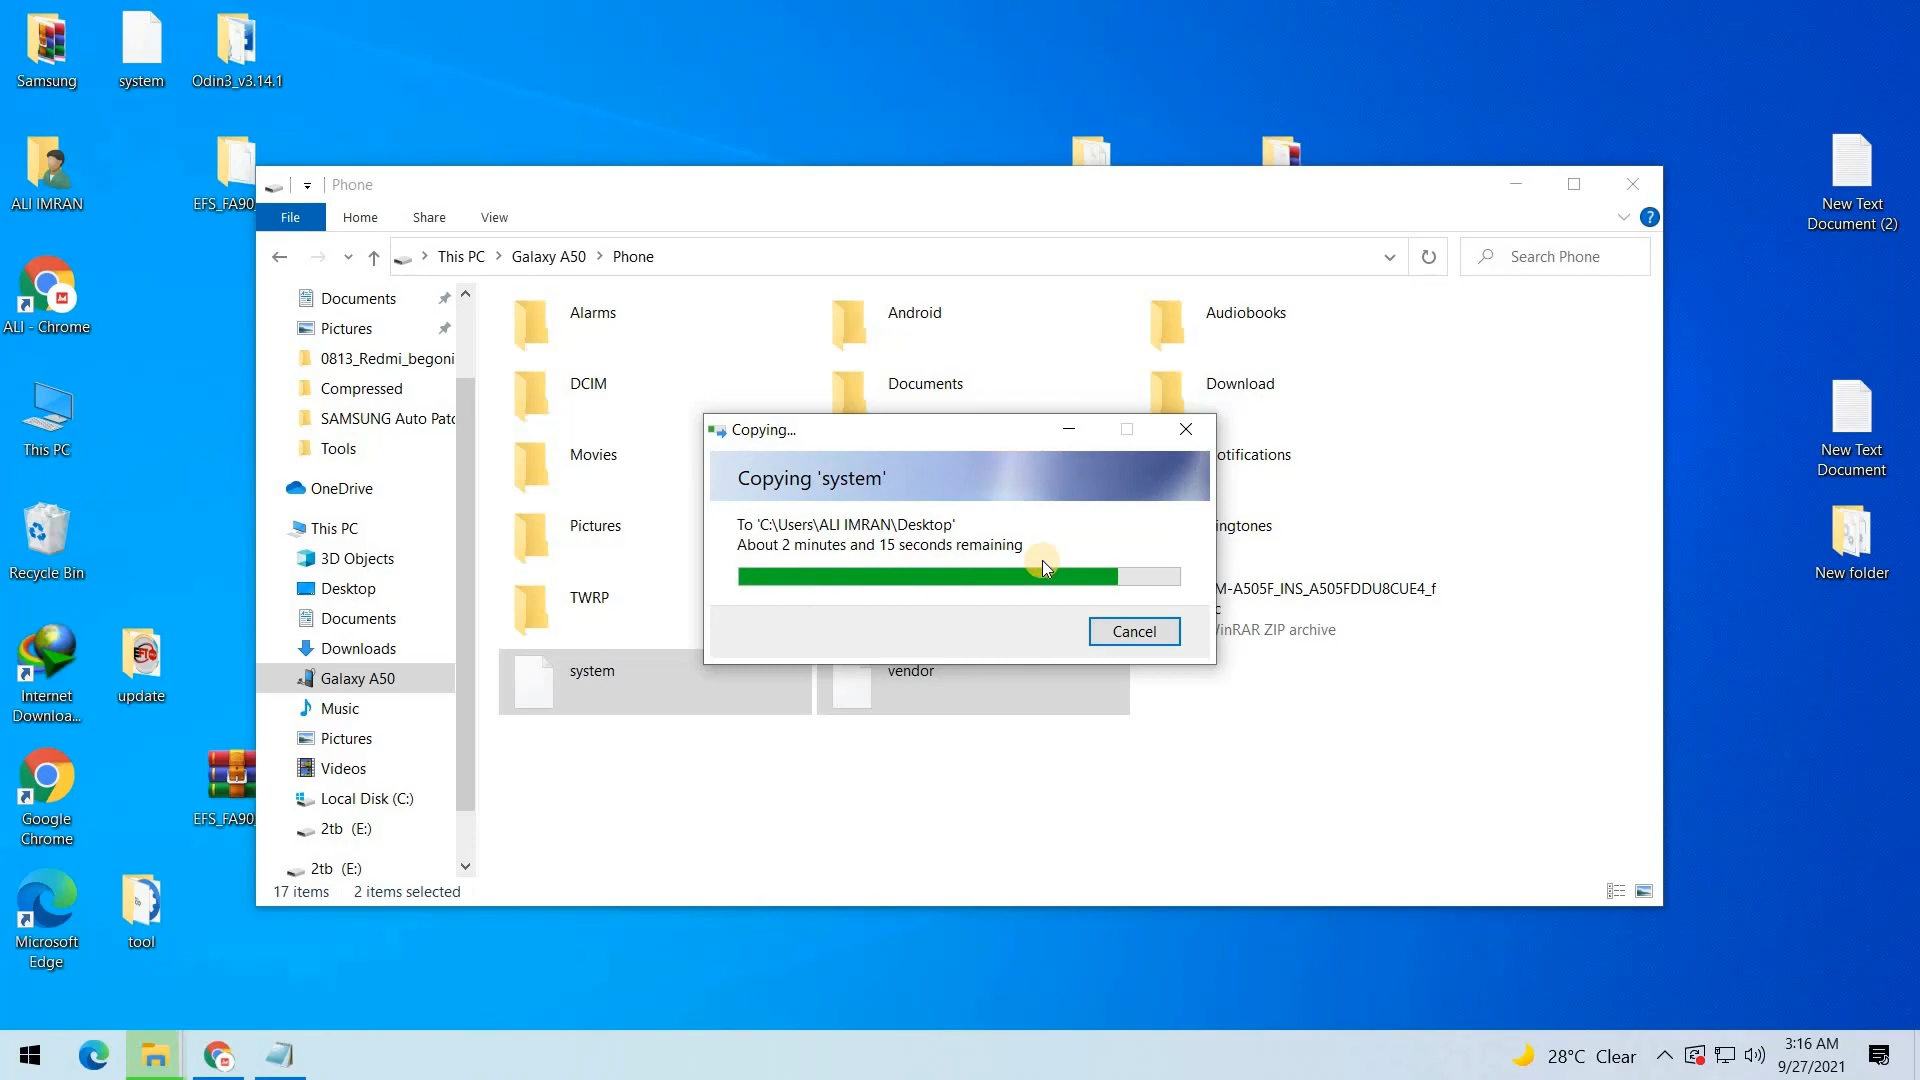 Samsung
system
Odin3_v3.14.1
ALI IMRAN
EFS_FA90
ALI - Chrome
This PC
Recycle Bin
Internet
Downloa...
update
Google
Chrome
EFS_FA90
Microsoft
Edge
tool
New Text
Document (2)
New Text
Document
New folder
Phone
File
Home
Share
View
This PC
Galaxy A50
Phone
Search Phone
Documents
Pictures
0813_Redmi_begoni
Compressed
SAMSUNG Auto Patc
Tools
OneDrive
This PC
3D Objects
Desktop
Documents
Downloads
Galaxy A50
Music
Pictures
Videos
Local Disk (C:)
2tb (E:)
2tb (E:)
Alarms
Android
Audiobooks
DCIM
Documents
Download
Movies
otifications
Pictures
ingtones
TWRP
M-A505F_INS_A505FDDU8CUE4_f
c
WinRAR ZIP archive
system
vendor
Copying...
Copying 'system'
To 'C:\Users\ALI IMRAN\Desktop'
About 2 minutes and 15 seconds remaining
Cancel
17 items
2 items selected
28°C Clear
3:16 AM
9/27/2021